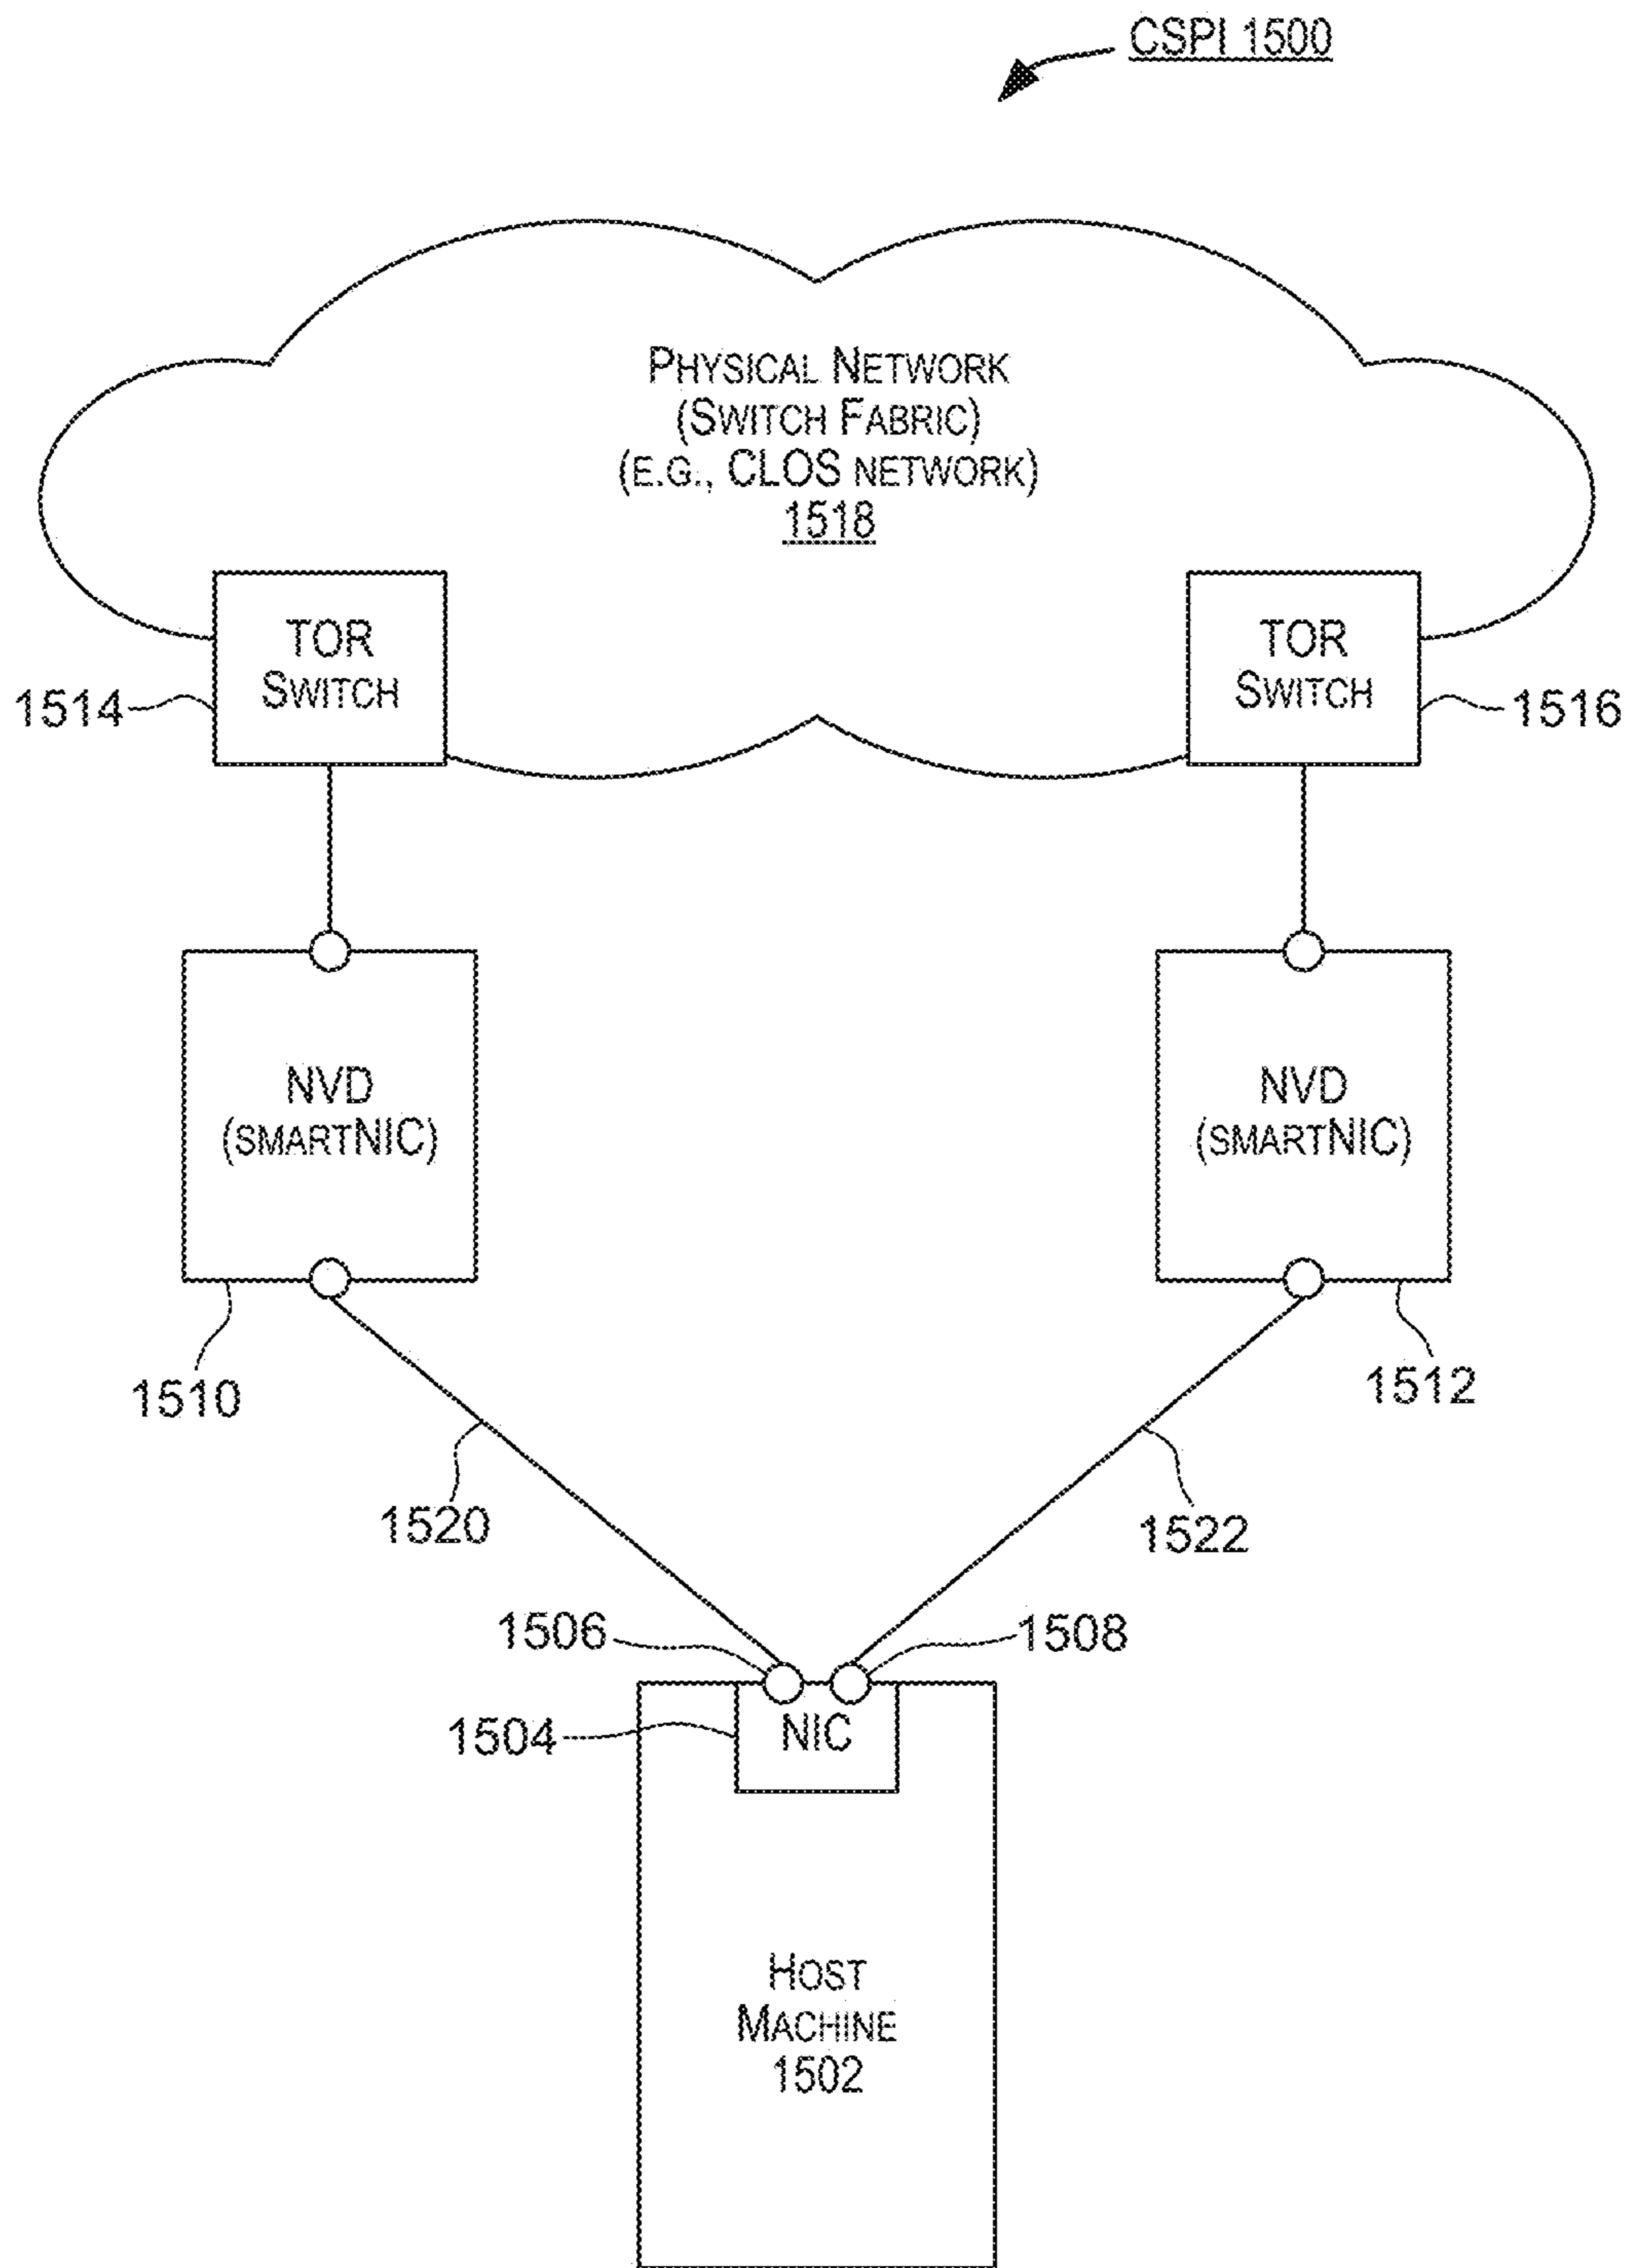 CSPI 1500
PHYSICAL NETWORK
(SWITCH FABRIC)
(E.G., CLOS NETWORK)
1518
TOR
SWITCH
1514
TOR
SWITCH
1516
NVD
(SMARTNIC)
NVD
(SMARTNIC)
1510
1512
1520
1522
1506
1508
1504
NIC
HOST
MACHINE
1502